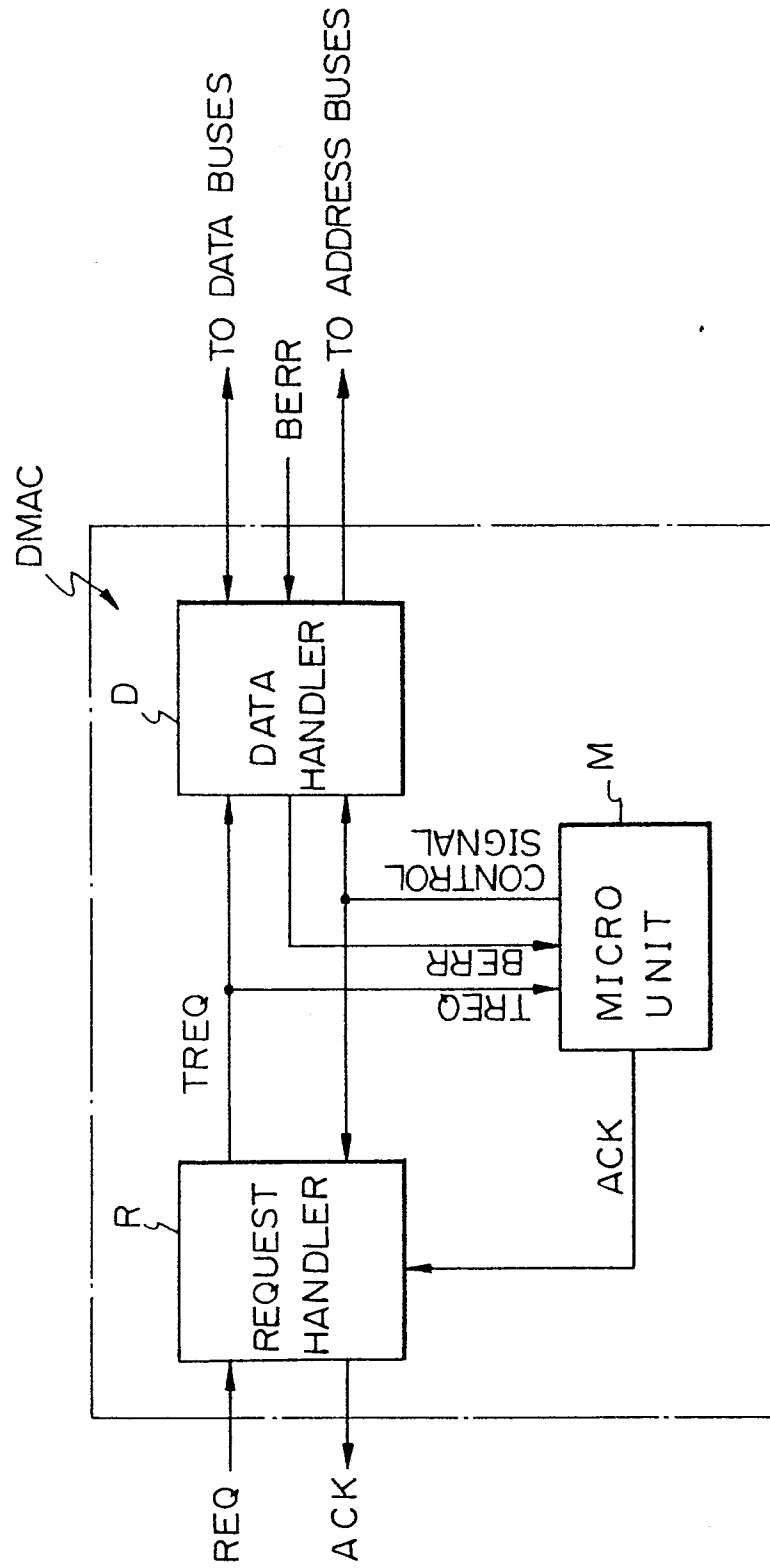 DMAC
REQ
ACK
R
REQUEST
HANDLER
TREQ
D
DATA
HANDLER
TO DATA BUSES
BERR
TO ADDRESS BUSES
TREQ
BERR
CONTROL
SIGNAL
ACK
MICRO
UNIT
M